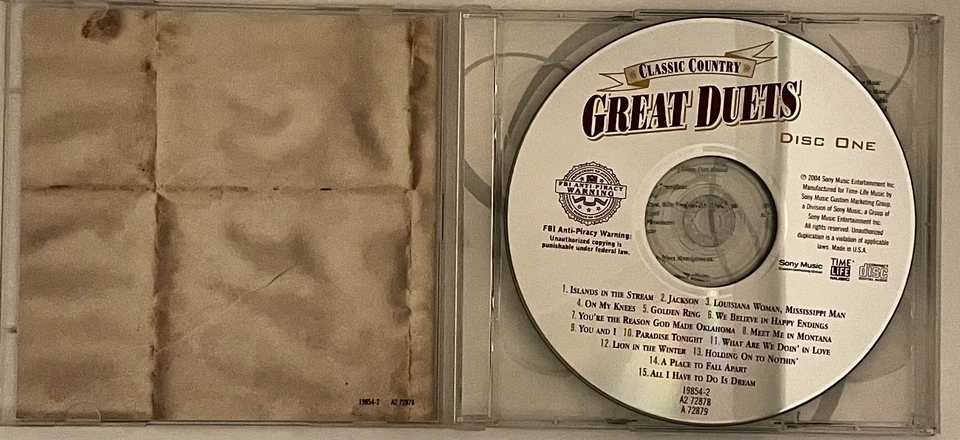 19854-2 A2 72878
CLASSIC COUNTRY
GREAT DUETS
DISC ONE
FBI ANTI-PIRACY
WARNING
FBI Anti-Piracy Warning:
Unauthorized copying is
punishable under federal law.
℗ 2004 Sony Music Entertainment Inc.
Manufactured for Time-Life Music by
Sony Music Custom Marketing Group,
a Division of Sony Music, a Group of
Sony Music Entertainment Inc.
All rights reserved. Unauthorized
duplication is a violation of applicable
laws. Made in U.S.A.
Sony Music
TIME
LIFE
MUSIC
COMPACT
disc
DIGITAL AUDIO
1. ISLANDS IN THE STREAM 2. JACKSON 3. LOUISIANA WOMAN, MISSISSIPPI MAN
4. ON MY KNEES 5. GOLDEN RING 6. WE BELIEVE IN HAPPY ENDINGS
7. YOU'RE THE REASON GOD MADE OKLAHOMA 8. MEET ME IN MONTANA
9. YOU AND I 10. PARADISE TONIGHT 11. WHAT ARE WE DOIN' IN LOVE
12. LION IN THE WINTER 13. HOLDING ON TO NOTHIN'
14. A PLACE TO FALL APART
15. ALL I HAVE TO DO IS DREAM
19854-2
A2 72878
A 72879